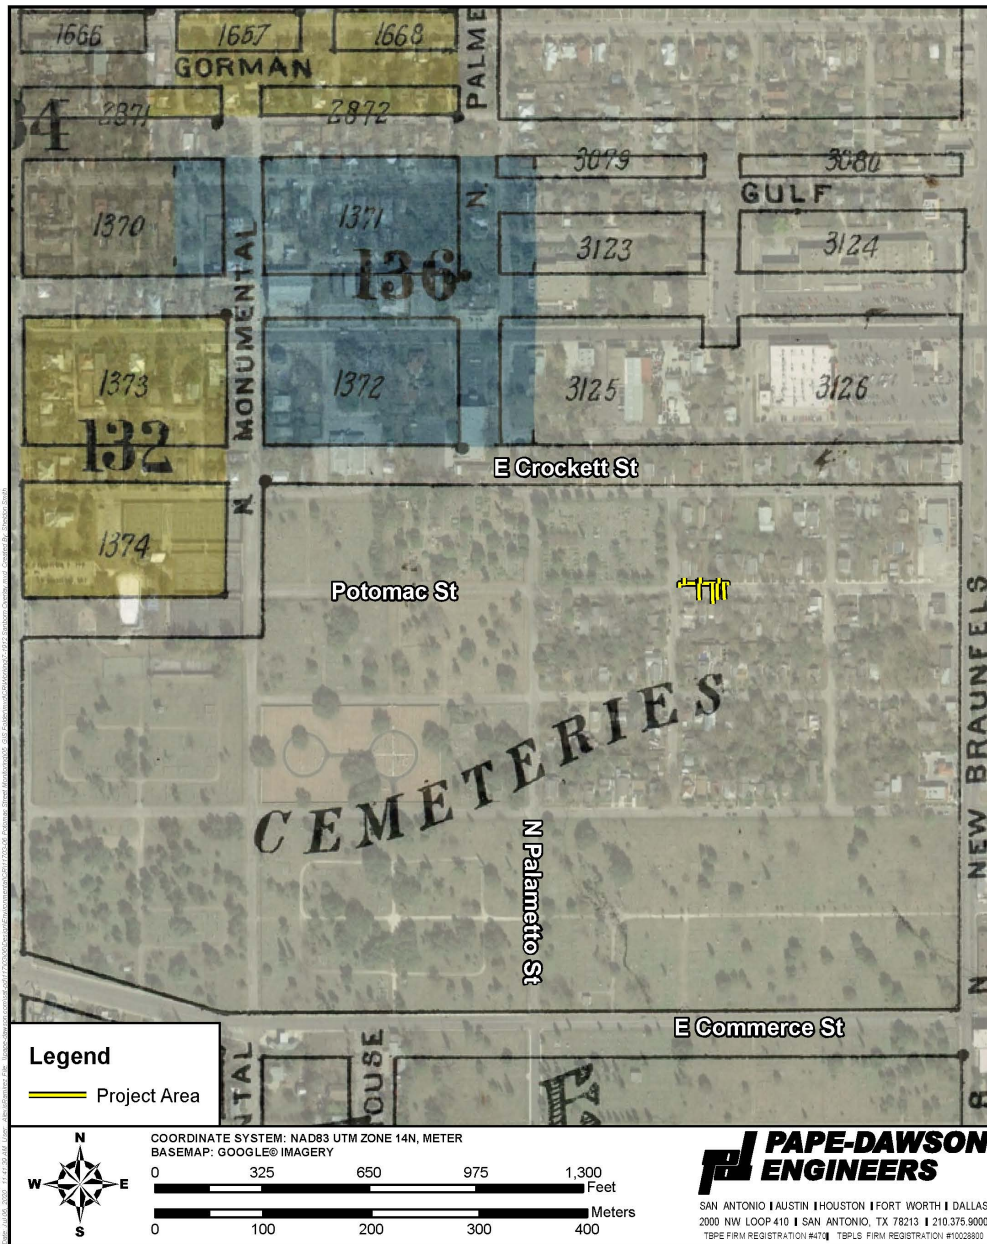 1666
1657
1668
PALME
GORMAN
2871
2872
34
3079
3080
GULF
1370
1371
N.
3123
3124
136
MONUMENTAL
N
1373
1372
3125
3126
132
E Crockett St
1374
Potomac St
CEMETERIES
NEW BRAUNFELS
N
N Palametto St
E Commerce St
NTAL
OUSE
E
Legend
Project Area
N
W
E
S
COORDINATE SYSTEM: NAD83 UTM ZONE 14N, METER
BASEMAP: GOOGLE© IMAGERY
0 325 650 975 1,300
Feet
Meters
0 100 200 300 400
PAPE-DAWSON
ENGINEERS
SAN ANTONIO I AUSTIN I HOUSTON I FORT WORTH I DALLAS
2000 NW LOOP 410 I SAN ANTONIO, TX 78213 I 210.375.9000
TBPE FIRM REGISTRATION #470 | TBPLS FIRM REGISTRATION #10028800